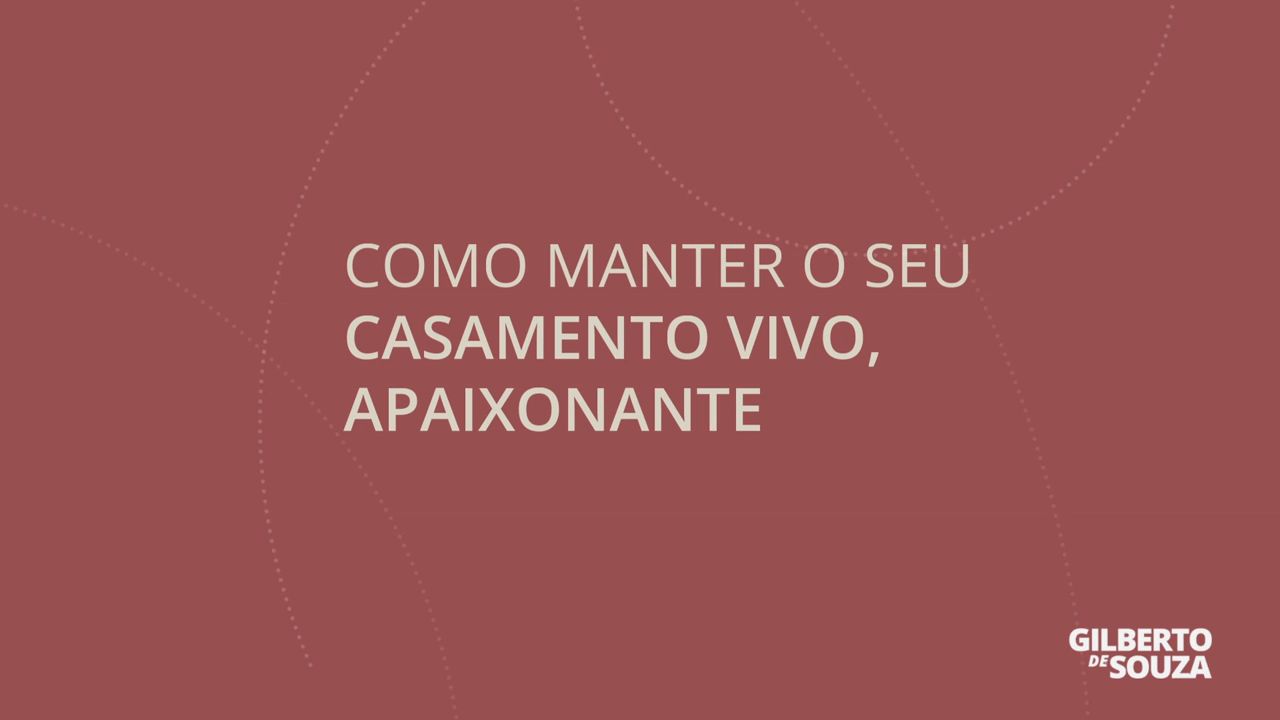 COMO MANTER O SEU
CASAMENTO VIVO,
APAIXONANTE
GILBERTO
DE SOUZA